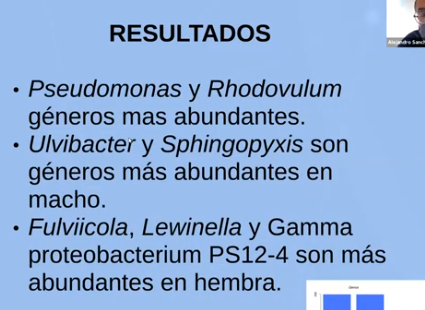 RESULTADOS
Alejandro Sanch
• Pseudomonas y Rhodovulum
géneros mas abundantes.
• Ulvibacter y Sphingopyxis son
géneros más abundantes en
macho.
• Fulviicola, Lewinella y Gamma
proteobacterium PS12-4 son más
abundantes en hembra.